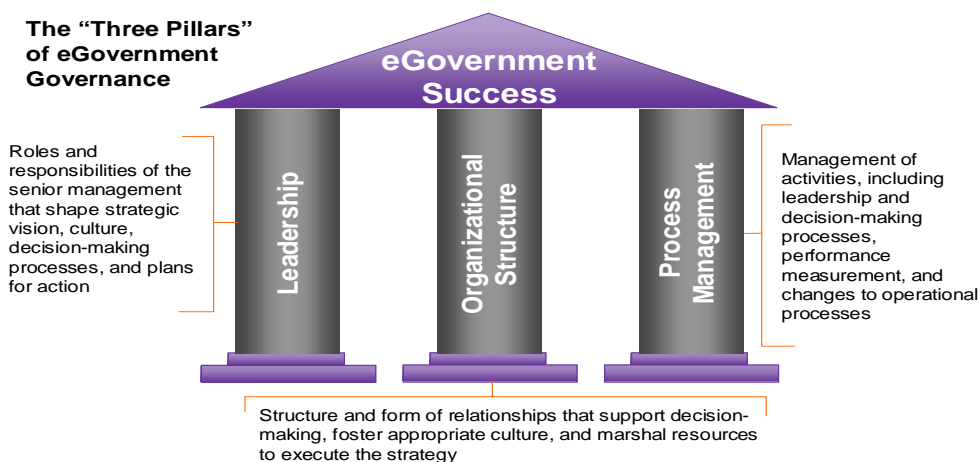 The “Three Pillars”
of eGovernment
Governance
eGovernment
Success
Roles and
responsibilities of the
senior management
that shape strategic
vision, culture,
decision-making
processes, and plans
for action
Leadership
Organizational
Structure
Process
Management
Management of
activities, including
leadership and
decision-making
processes,
performance
measurement, and
changes to operational
processes
Structure and form of relationships that support decision-
making, foster appropriate culture, and marshal resources
to execute the strategy